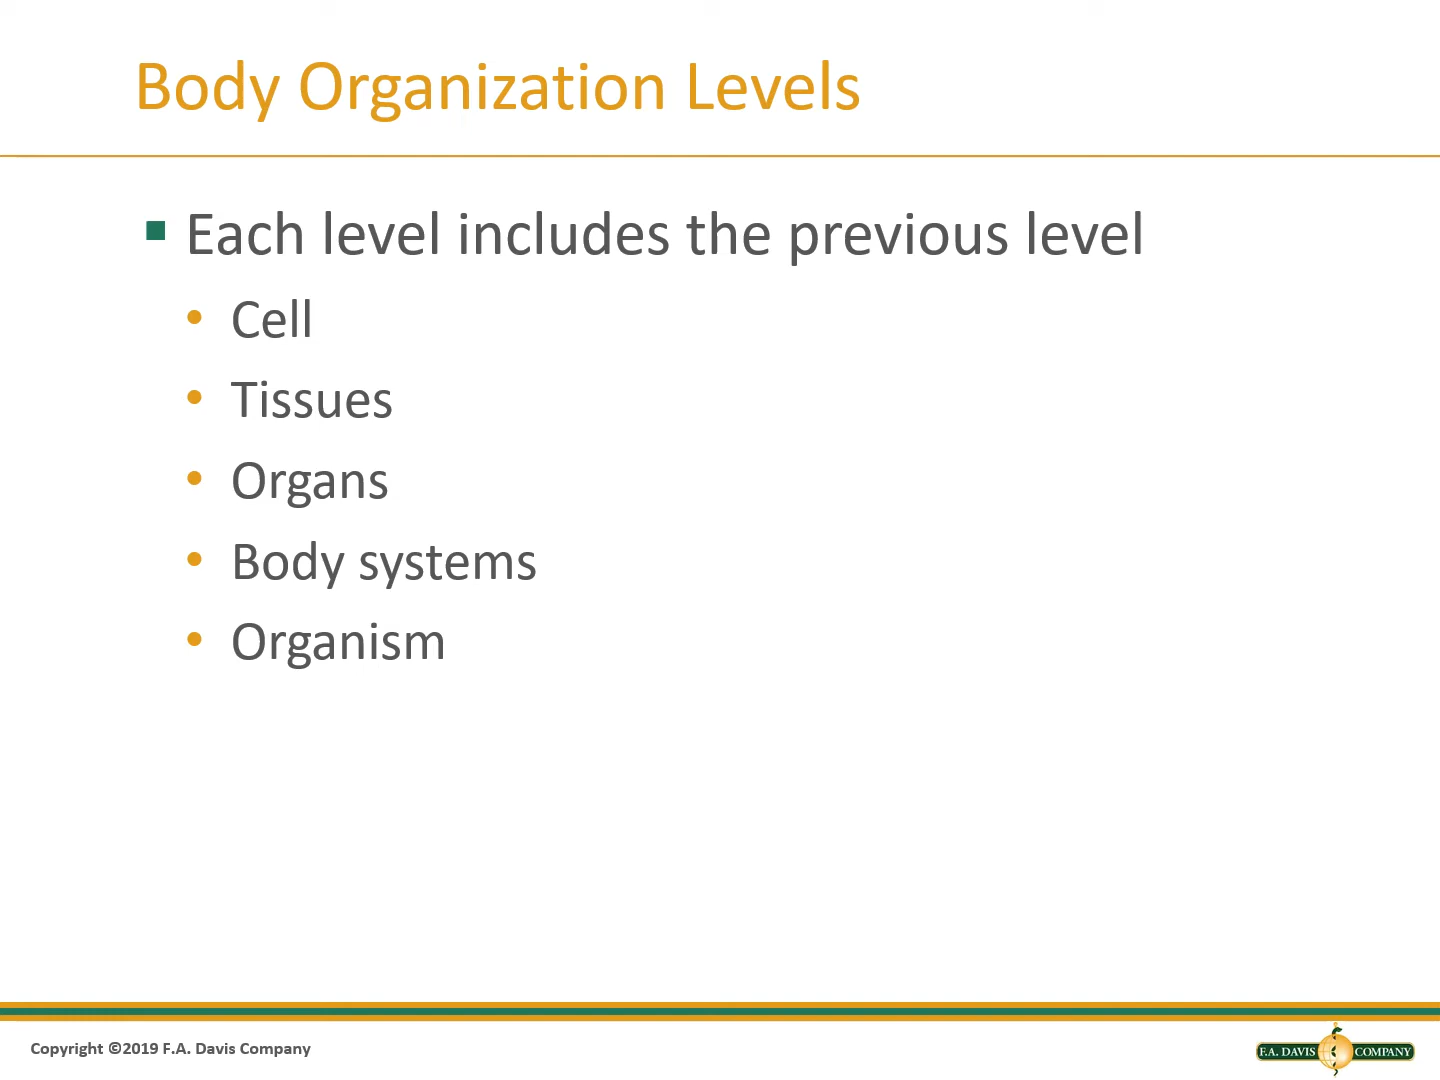 Body Organization Levels
Each level includes the previous level
Cell
Tissues
Organs
Body systems
Organism
Copyright ©2019 F.A. Davis Company
F.A. DAVIS COMPANY